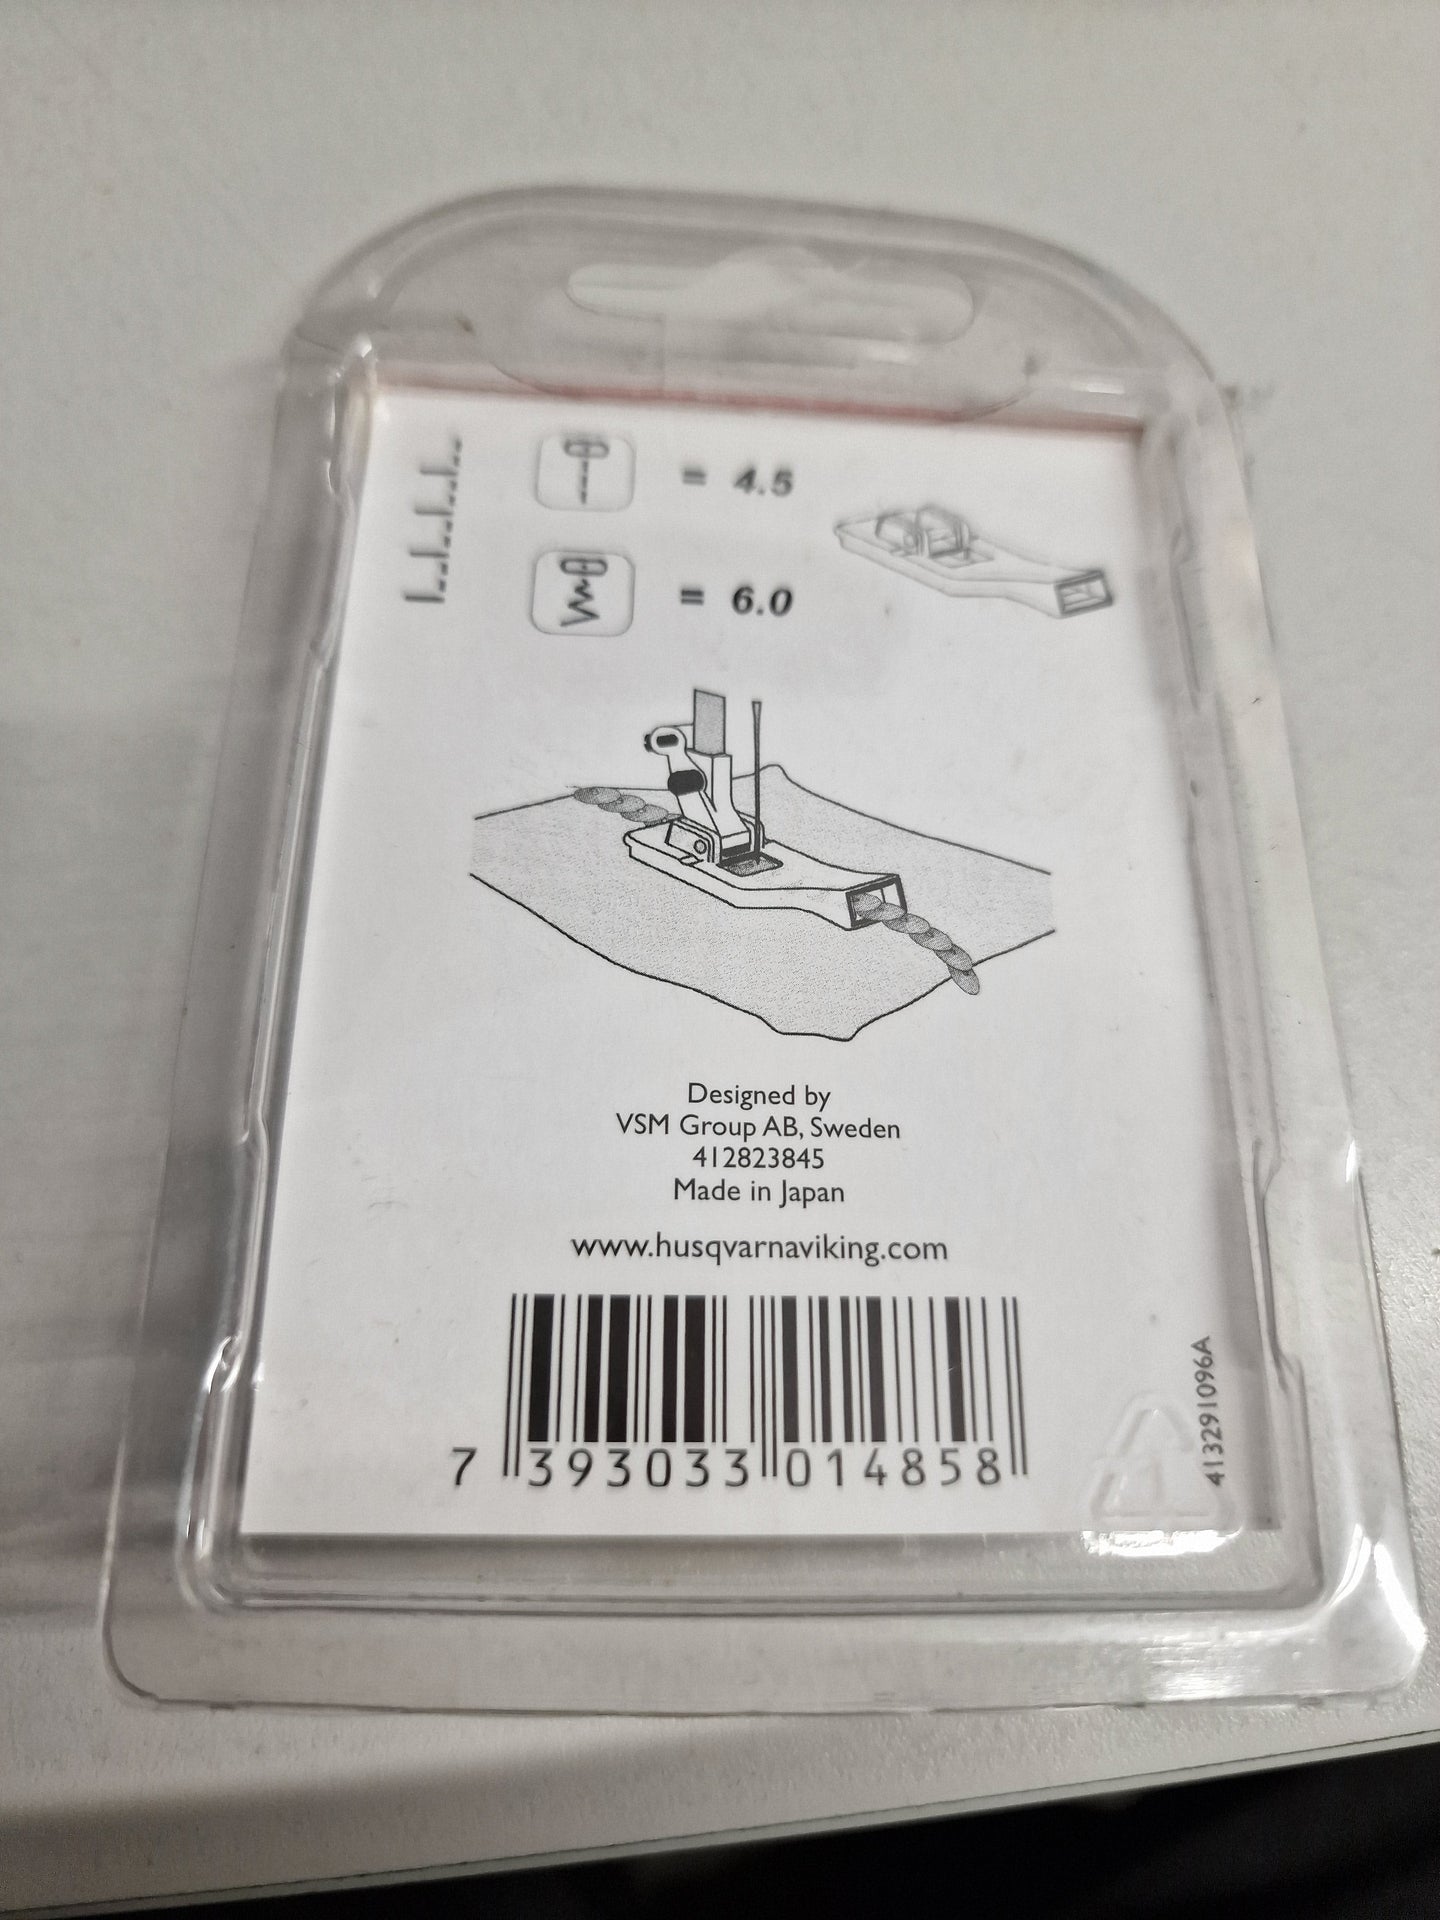 = 4.5
= 6.0
Designed by
VSM Group AB, Sweden
412823845
Made in Japan
www.husqvarnaviking.com
7 393033 014858
413291096A